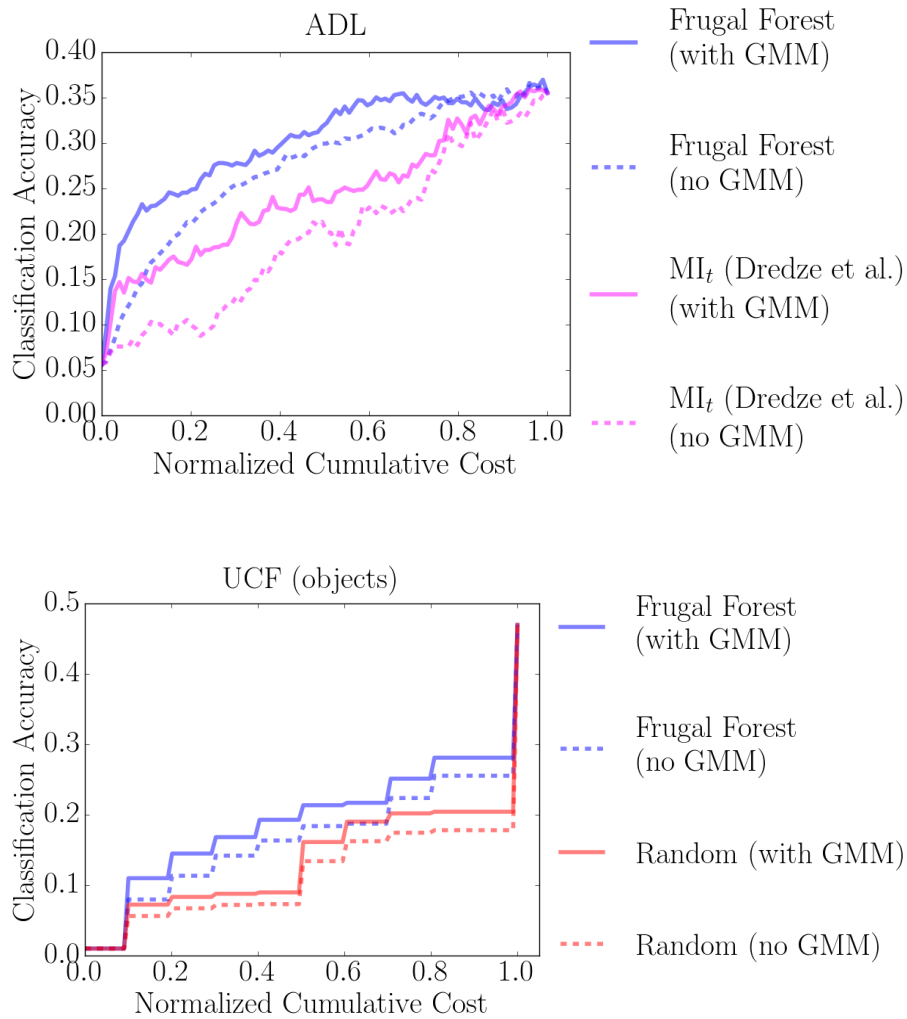 ADL
Frugal Forest
(with GMM)
Frugal Forest
(no GMM)
MIₜ (Dredze et al.)
(with GMM)
MIₜ (Dredze et al.)
(no GMM)
Classification Accuracy
0.40
0.35
0.30
0.25
0.20
0.15
0.10
0.05
0.00
0.0 0.2 0.4 0.6 0.8 1.0
Normalized Cumulative Cost
UCF (objects)
Frugal Forest
(with GMM)
Frugal Forest
(no GMM)
Random (with GMM)
Random (no GMM)
Classification Accuracy
0.5
0.4
0.3
0.2
0.1
0.0
0.0 0.2 0.4 0.6 0.8 1.0
Normalized Cumulative Cost